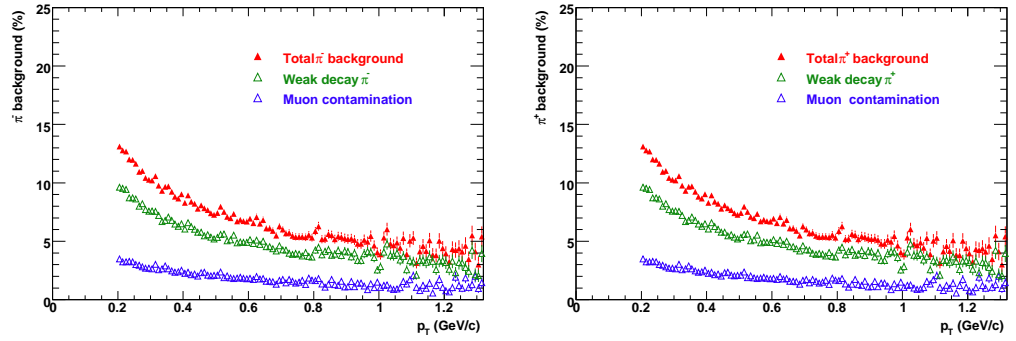 π⁻ background (%)
25
20
15
10
5
0
Total π⁻ background
Weak decay π⁻
Muon contamination
0 0.2 0.4 0.6 0.8 1 1.2
p_T (GeV/c)
π⁺ background (%)
25
20
15
10
5
0
Total π⁺ background
Weak decay π⁺
Muon contamination
0 0.2 0.4 0.6 0.8 1 1.2
p_T (GeV/c)